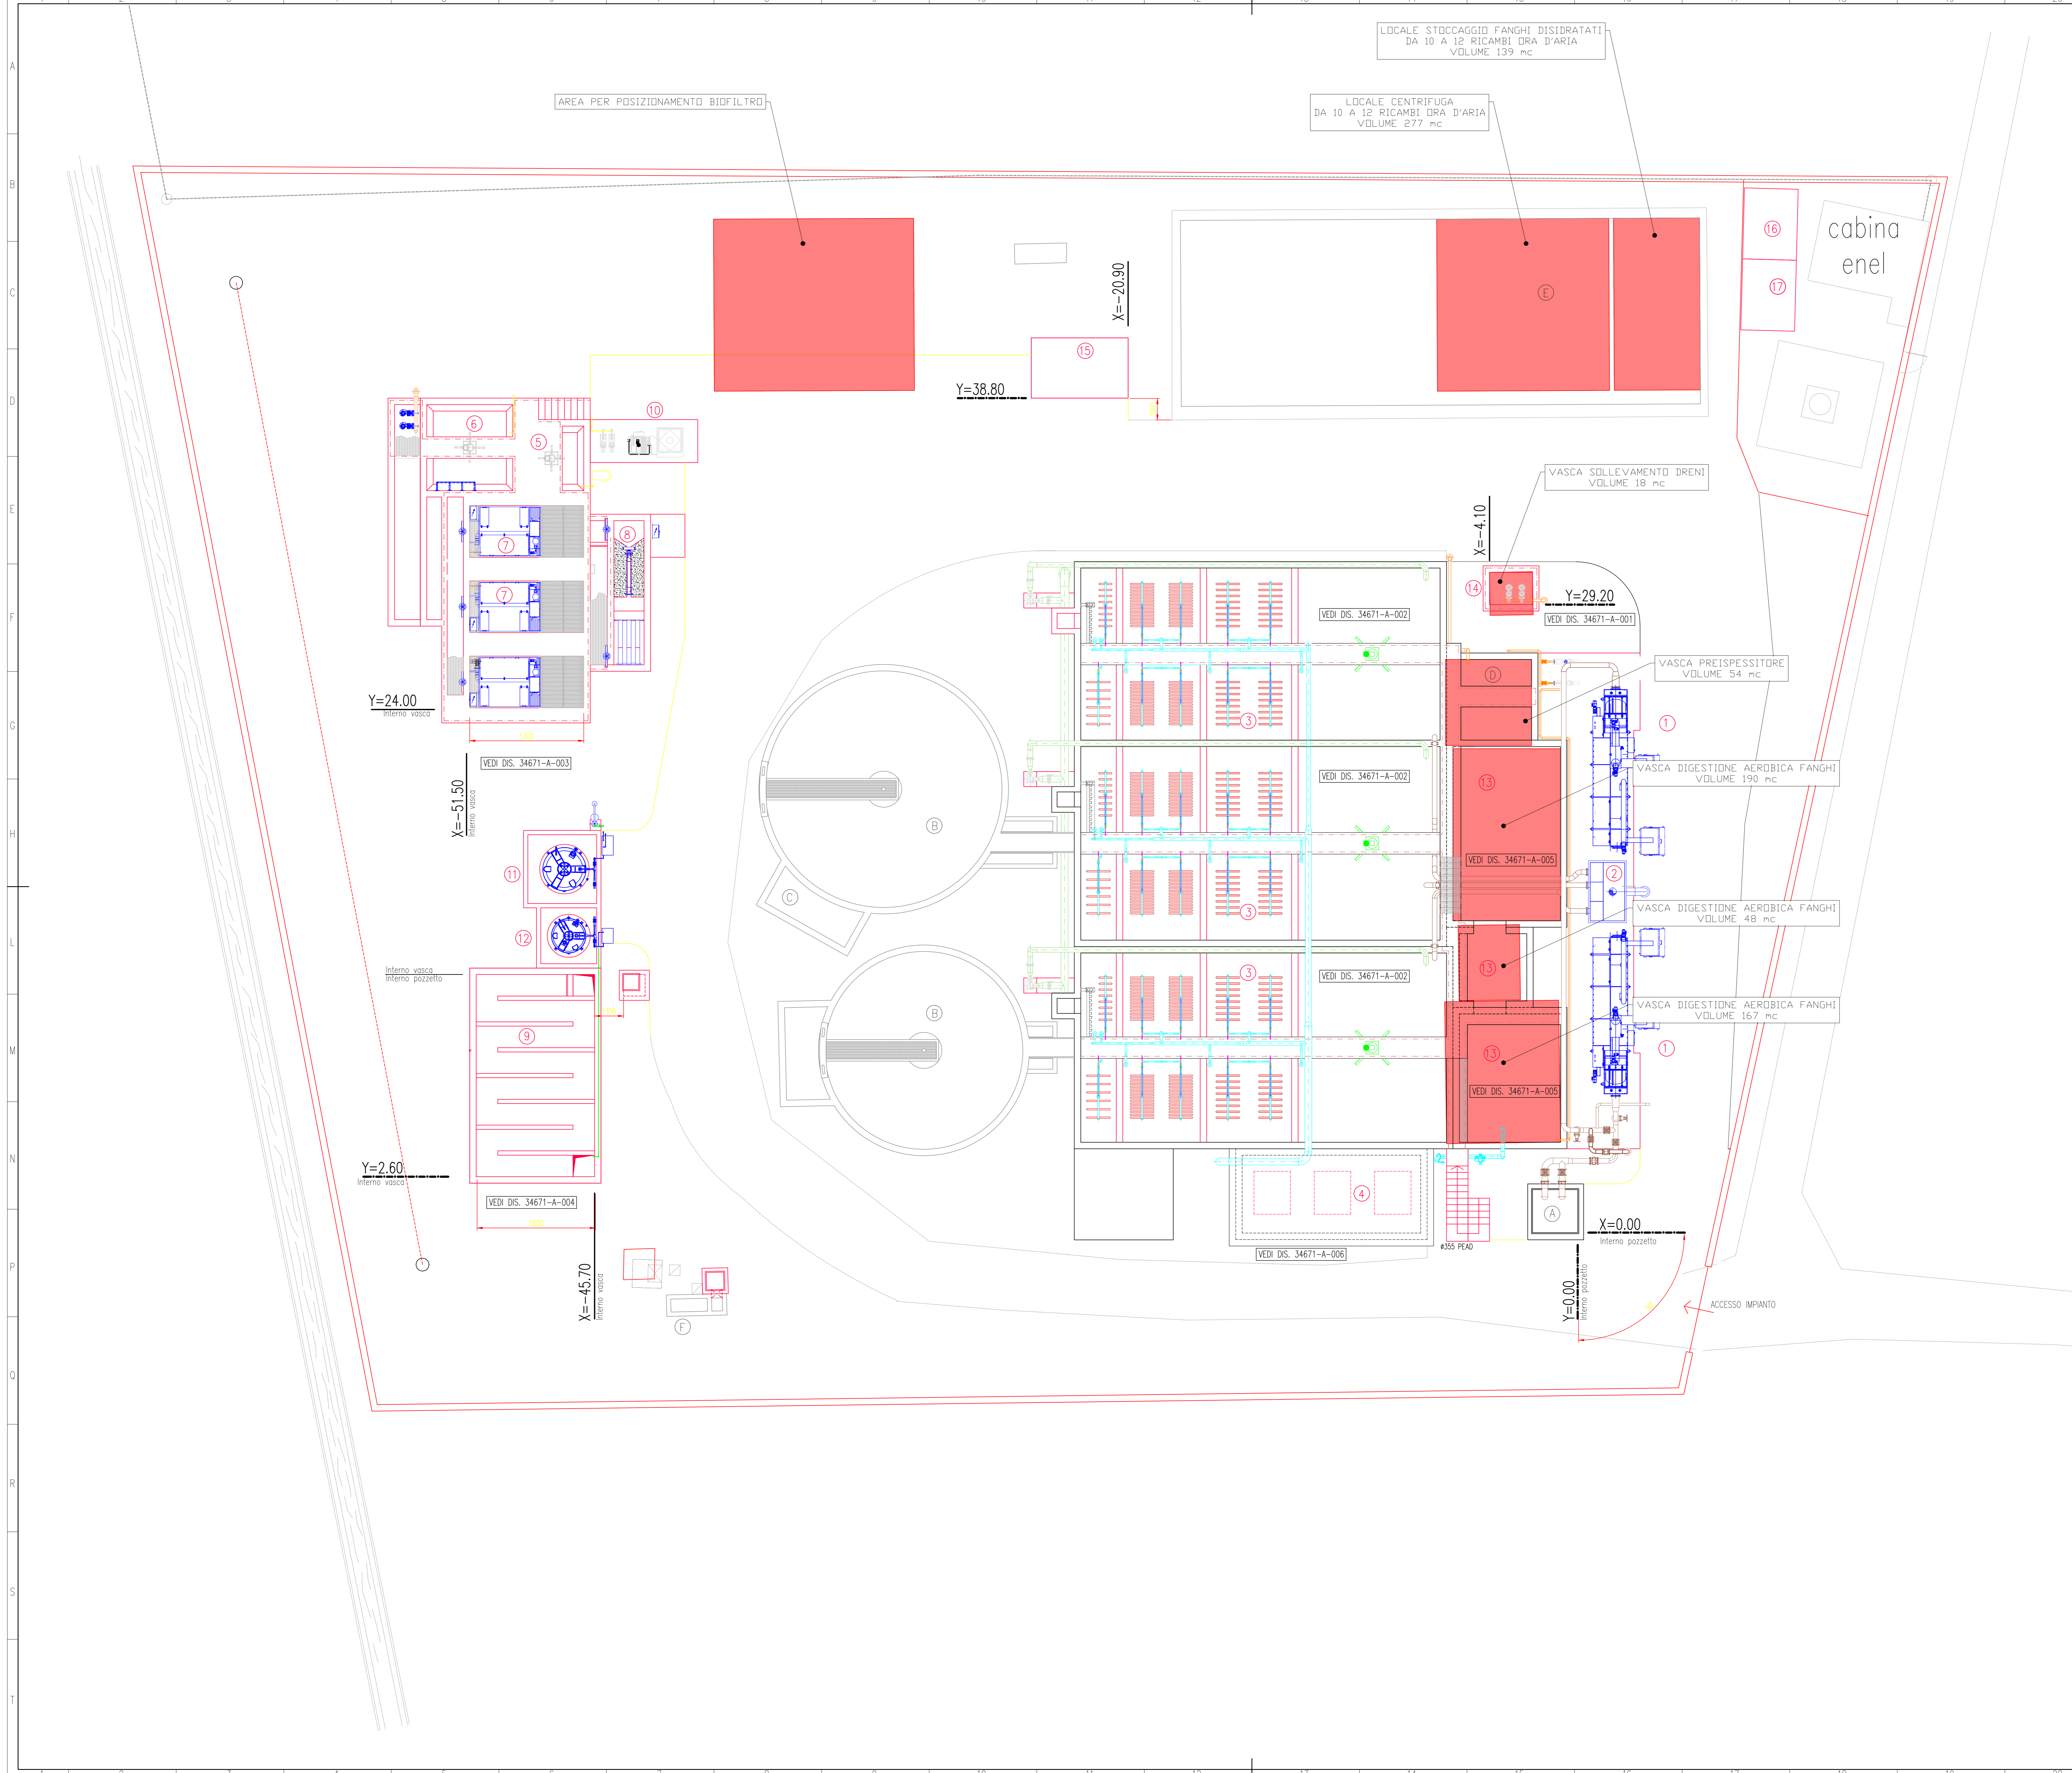 LOCALE STOCCAGGIO FANGHI DISIDRATATI
DA 10 A 12 RICAMBI ORA D'ARIA
VOLUME 139 mc
AREA PER POSIZIONAMENTO BIOFILTRO
LOCALE CENTRIFUGA
DA 10 A 12 RICAMBI ORA D'ARIA
VOLUME 277 mc
A
B
C
D
E
F
G
H
L
M
N
P
Q
R
S
T
16
cabina
enel
17
E
X=-20.90
15
Y=38.80
10
6
5
VASCA SOLLEVAMENTO DRENI
VOLUME 18 mc
X=-4.10
8
7
7
14
Y=29.20
VEDI DIS. 34671-A-001
VEDI DIS. 34671-A-002
VASCA PREISPESSITORE
VOLUME 54 mc
D
Y=24.00
Interno vasca
3
1
VEDI DIS. 34671-A-003
X=-51.50
Interno vasca
VEDI DIS. 34671-A-002
13
VASCA DIGESTIONE AEROBICA FANGHI
VOLUME 190 mc
B
VEDI DIS. 34671-A-005
11
2
C
3
VASCA DIGESTIONE AEROBICA FANGHI
VOLUME 48 mc
12
13
Interno vasca
Interno pozzetto
3
VEDI DIS. 34671-A-002
VASCA DIGESTIONE AEROBICA FANGHI
VOLUME 167 mc
B
9
13
1
VEDI DIS. 34671-A-005
Y=2.60
Interno vasca
VEDI DIS. 34671-A-004
4
A
X=0.00
Interno pozzetto
ø355 PEAD
VEDI DIS. 34671-A-006
X=-45.70
Interno vasca
Y=0.00
Interno pozzetto
ACCESSO IMPIANTO
F